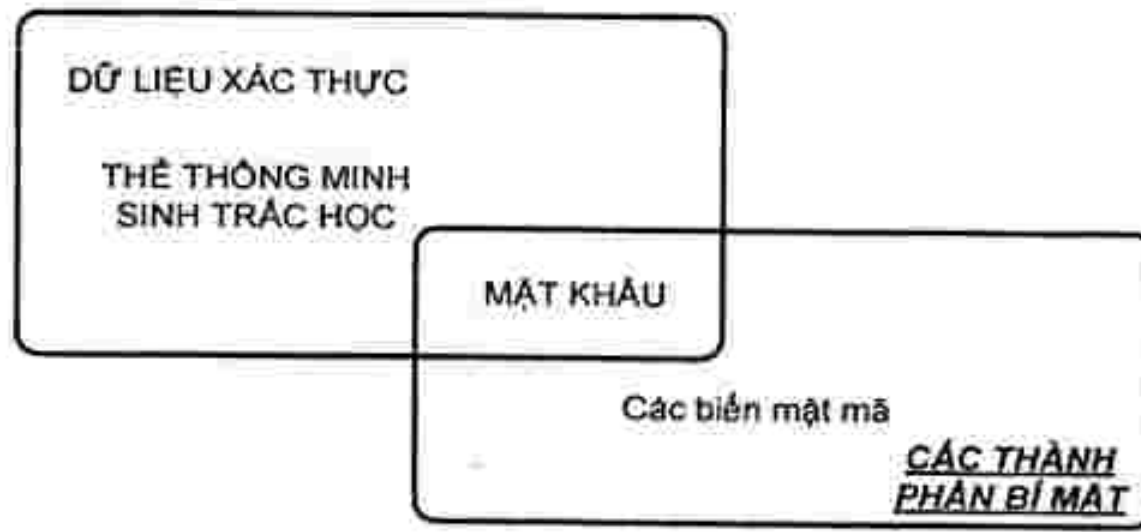 DỮ LIỆU XÁC THỰC
THẺ THÔNG MINH
SINH TRẮC HỌC
MẬT KHẨU
Các biến mật mã
CÁC THÀNH
PHẦN BÍ MẬT